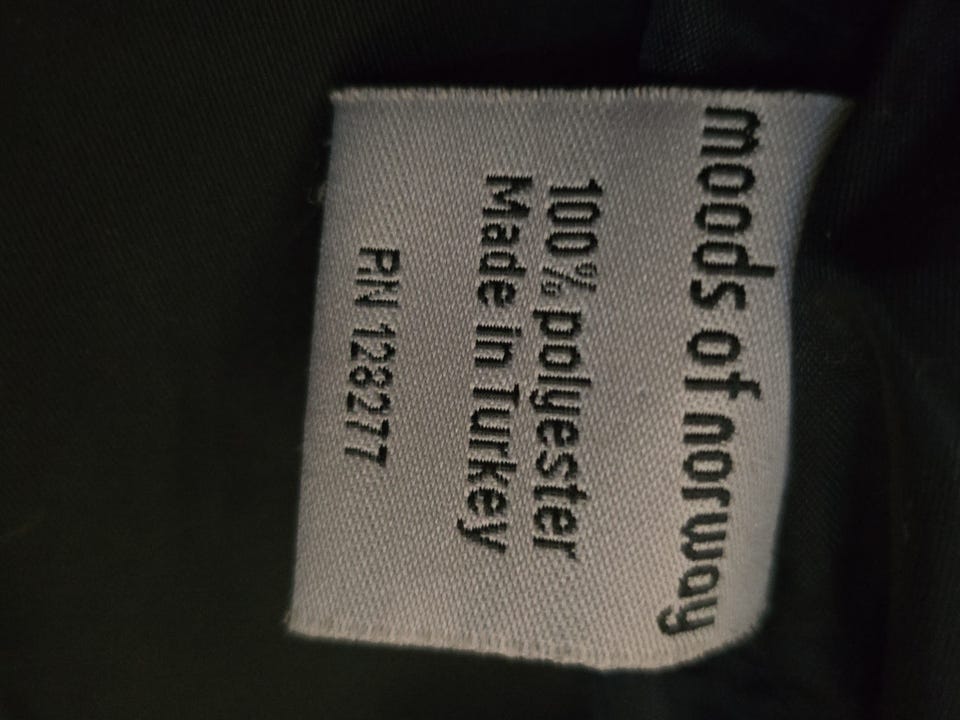 moods of norway
100% polyester
Made in Turkey
RN 128277